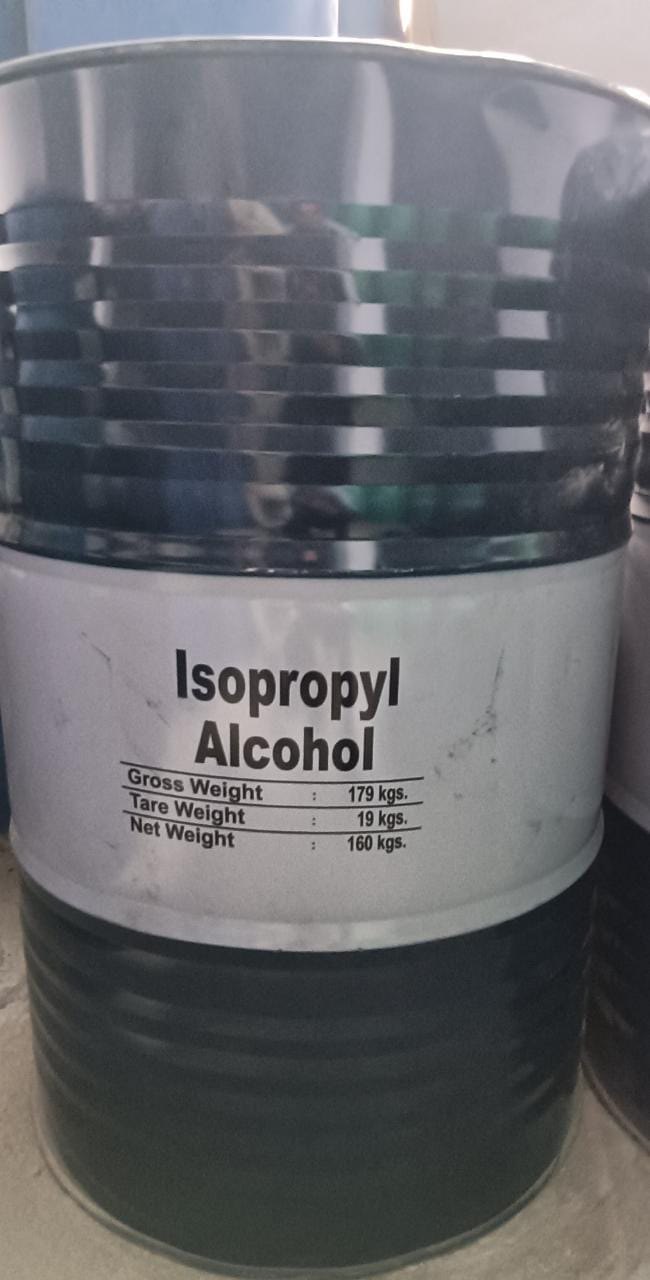 Isopropyl
Alcohol
Gross Weight : 179 kgs.
Tare Weight : 19 kgs.
Net Weight : 160 kgs.